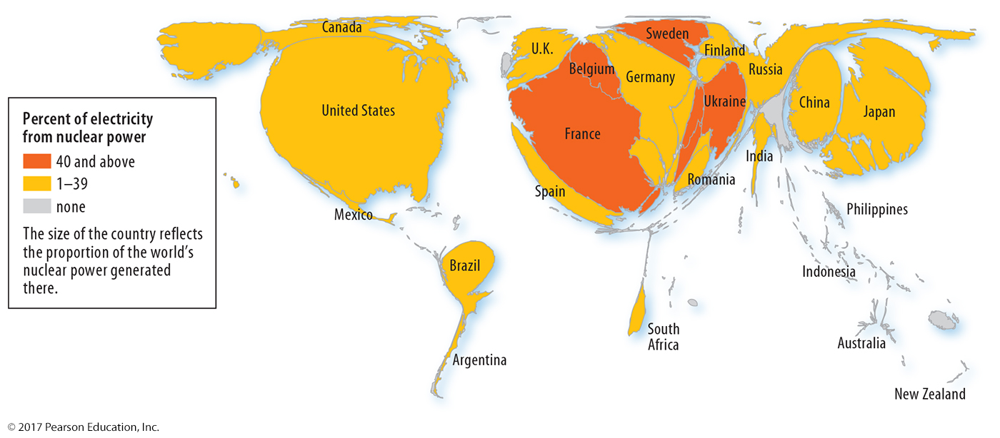 Canada
Sweden
U.K.
Finland
Belgium
Germany
Russia
United States
Ukraine
China
Japan
France
India
Romania
Spain
Mexico
Philippines
Brazil
Indonesia
South
Africa
Australia
Argentina
New Zealand
Percent of electricity
from nuclear power
40 and above
1–39
none
The size of the country reflects
the proportion of the world's
nuclear power generated
there.
© 2017 Pearson Education, Inc.